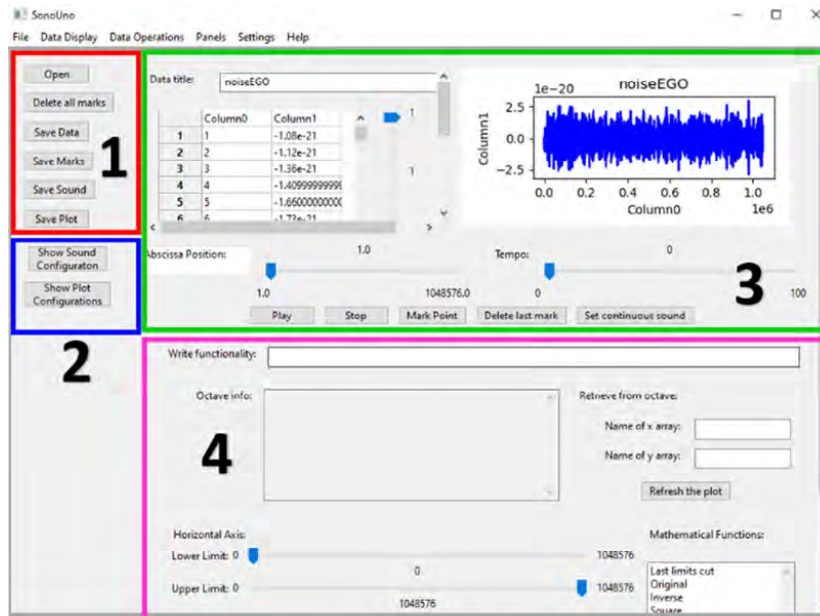 SonoUno
File Data Display Data Operations Panels Settings Help
Open
Delete all marks
Save Data
Save Marks
Save Sound
Save Plot
1
Show Sound
Configuraton
Show Plot
Configurations
2
Data title: noiseEGO
Column0 Column1
1 1 -1.08e-21
2 2 -1.12e-21
3 3 -1.36e-21
4 4 -1.4099999999
5 5 -1.6600000000
6 6 -1.73e-21
1
1
noiseEGO
1e-20
2.5
0.0
-2.5
Column1
0.0 0.2 0.4 0.6 0.8 1.0
1e6
Column0
Abscissa Position: 1.0
1.0 1048576.0
Tempo: 0
0 100
3
Play Stop Mark Point Delete last mark Set continuous sound
Write functionality:
Octave info:
4
Retrieve from octave:
Name of x array:
Name of y array:
Refresh the plot
Horizontal Axis:
Lower Limit: 0 1048576
0
Upper Limit: 0 1048576
1048576
Mathematical Functions:
Last limits cut
Original
Inverse
Square